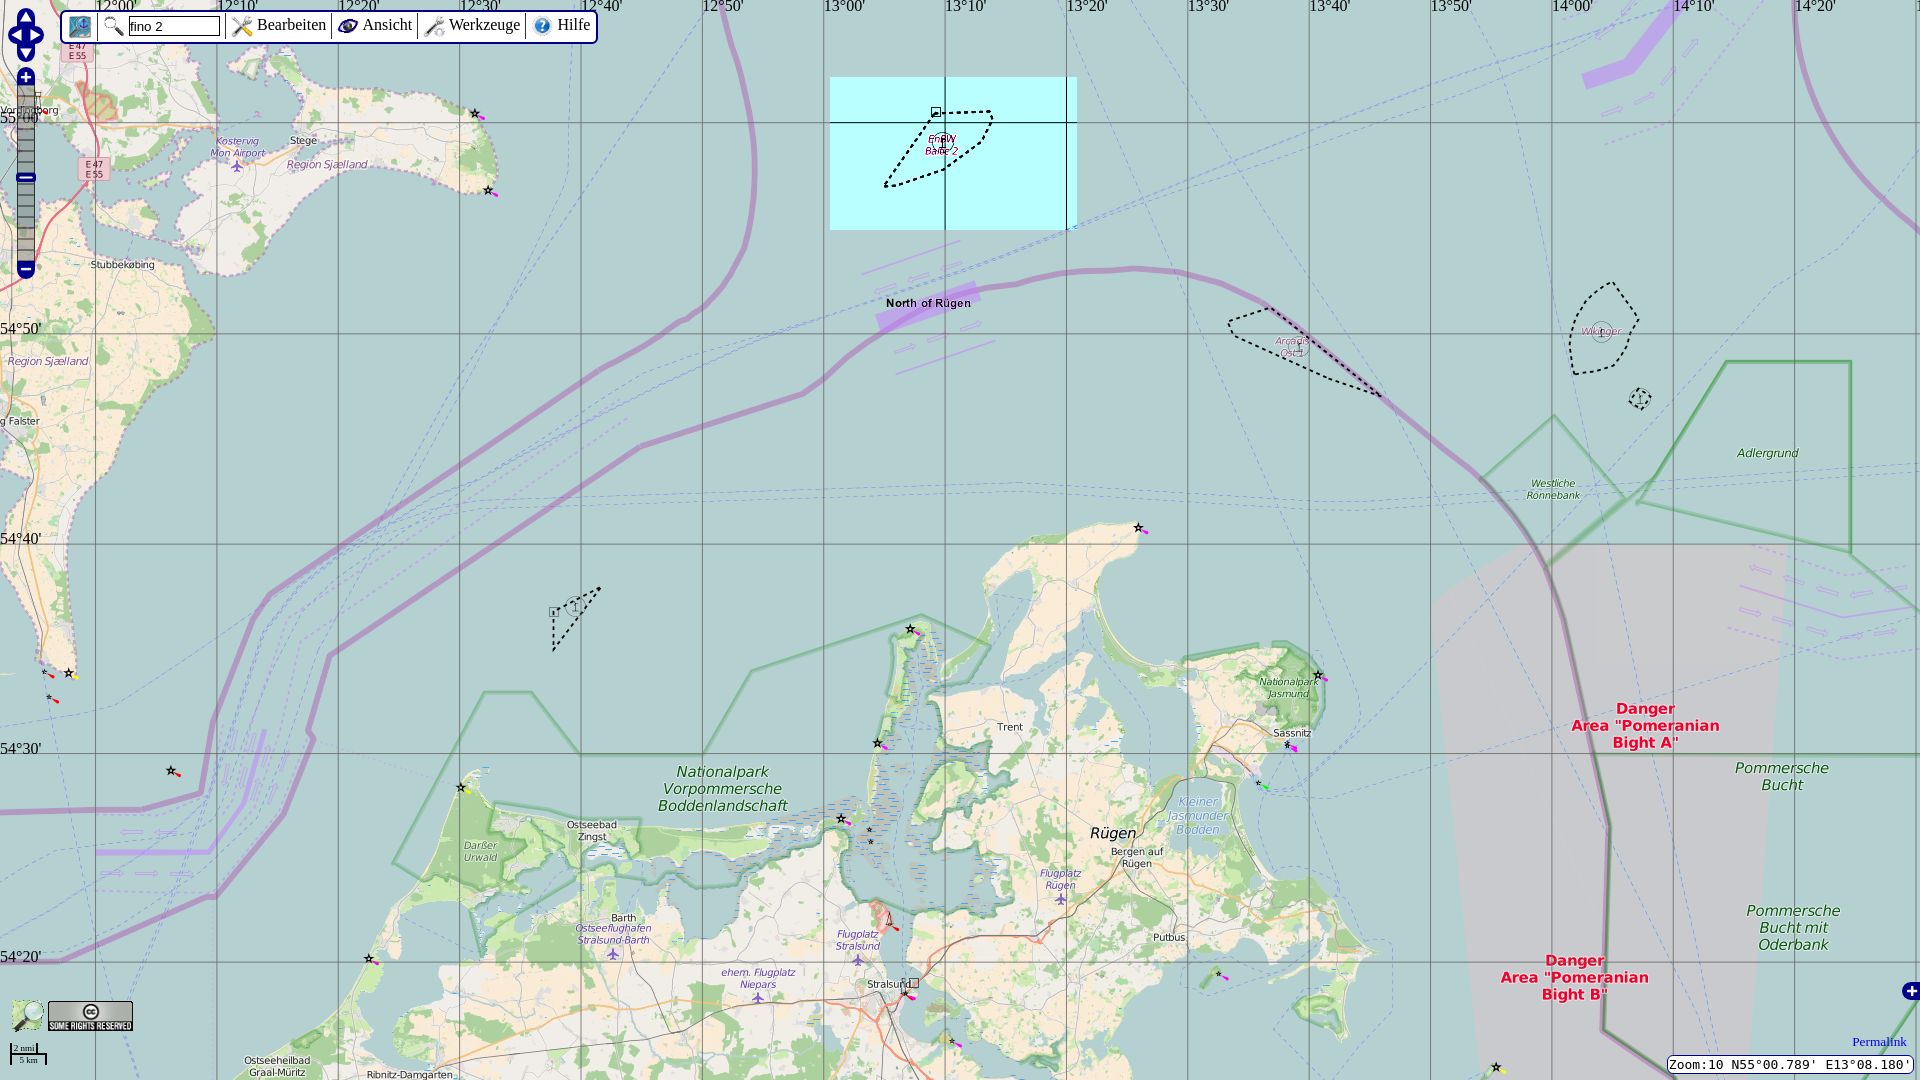 12°00' 12°10' 12°20' 12°30' 12°40' 12°50' 13°00' 13°10' 13°20' 13°30' 13°40' 13°50' 14°00' 14°10' 14°20'
fino 2 Bearbeiten Ansicht Werkzeuge Hilfe
E 47
E 55
55°00'
Kostervig
Møn Airport
Stege
Region Sjælland
E 47
E 55
EnBW
Baltic 2
Stubbekøbing
North of Rügen
54°50'
Region Sjælland
Arcadis
Ost 1
Wikinger
g Falster
Adlergrund
Westliche
Rönnebank
54°40'
Nationalpark
Jasmund
Danger
Area "Pomeranian
Bight A"
Trent
Sassnitz
54°30'
Nationalpark
Vorpommersche
Boddenlandschaft
Pommersche
Bucht
Kleiner
Jasmunder
Bodden
Ostseebad
Zingst
Rügen
Darßer
Urwald
Bergen auf
Rügen
Flugplatz
Rügen
Barth
Ostseeflughafen
Stralsund-Barth
Pommersche
Bucht mit
Oderbank
Flugplatz
Stralsund
Putbus
54°20'
Danger
Area "Pomeranian
Bight B"
ehem. Flugplatz
Niepars
Stralsund
cc
SOME RIGHTS RESERVED
2 nmi
5 km
Ostseeheilbad
Graal-Müritz
Ribnitz-Damgarten
Permalink
Zoom:10 N55°00.789' E13°08.180'